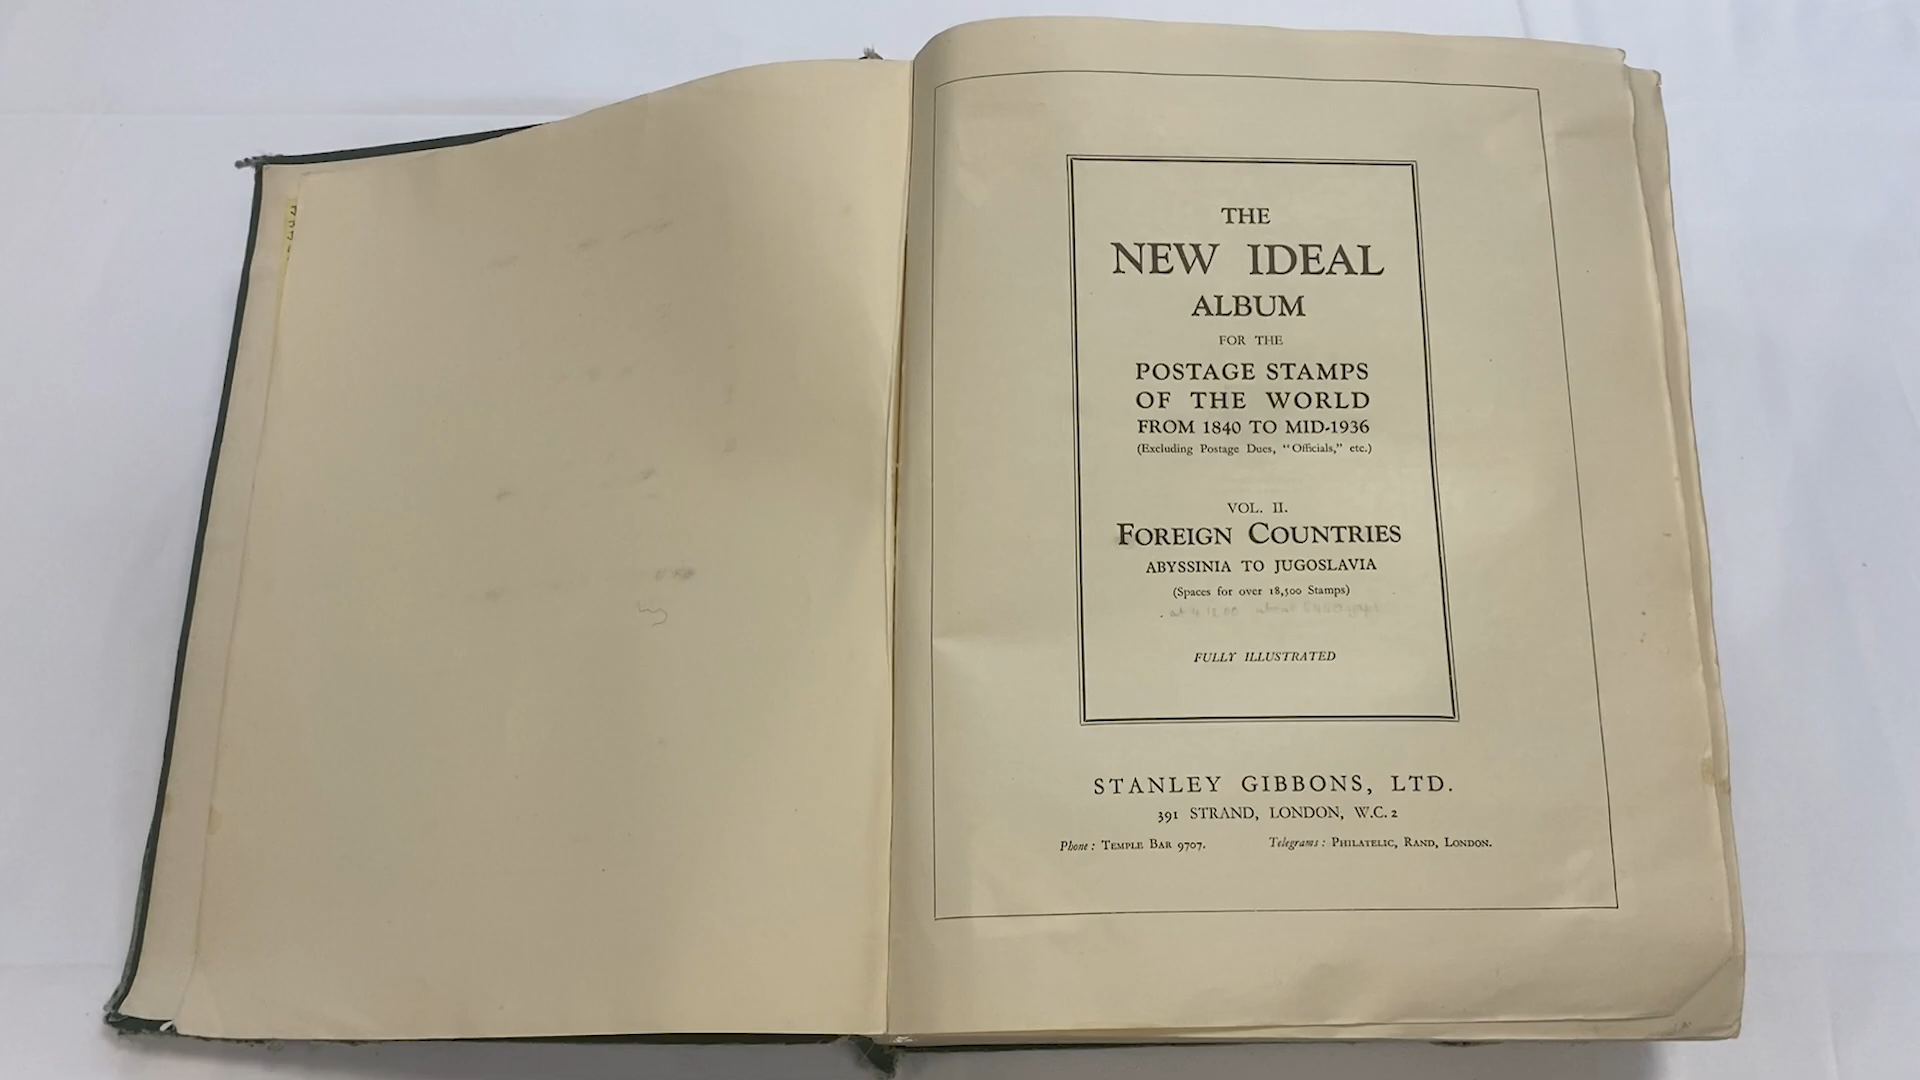 THE
NEW IDEAL
ALBUM
FOR THE
POSTAGE STAMPS
OF THE WORLD
FROM 1840 TO MID-1936
(Excluding Postage Dues, "Officials," etc.)
VOL. II.
FOREIGN COUNTRIES
ABYSSINIA TO JUGOSLAVIA
(Spaces for over 18,500 Stamps)
FULLY ILLUSTRATED
STANLEY GIBBONS, LTD.
391 STRAND, LONDON, W.C. 2
Phone: TEMPLE BAR 9707. Telegrams: PHILATELIC, RAND, LONDON.